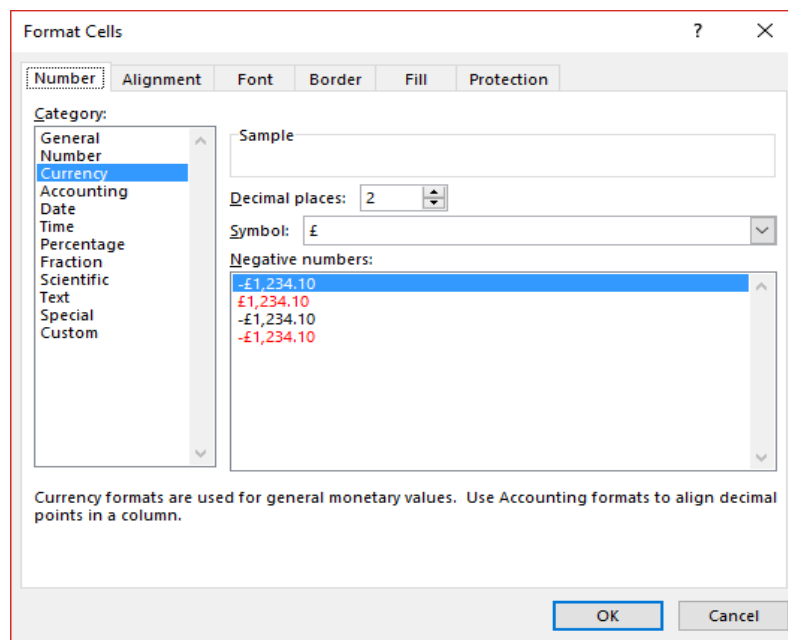 Format Cells ? ×
Number Alignment Font Border Fill Protection
Category:
General
Number
Currency
Accounting
Date
Time
Percentage
Fraction
Scientific
Text
Special
Custom
Sample
Decimal places: 2
Symbol: £
Negative numbers:
-£1,234.10
£1,234.10
-£1,234.10
-£1,234.10
Currency formats are used for general monetary values. Use Accounting formats to align decimal
points in a column.
OK Cancel